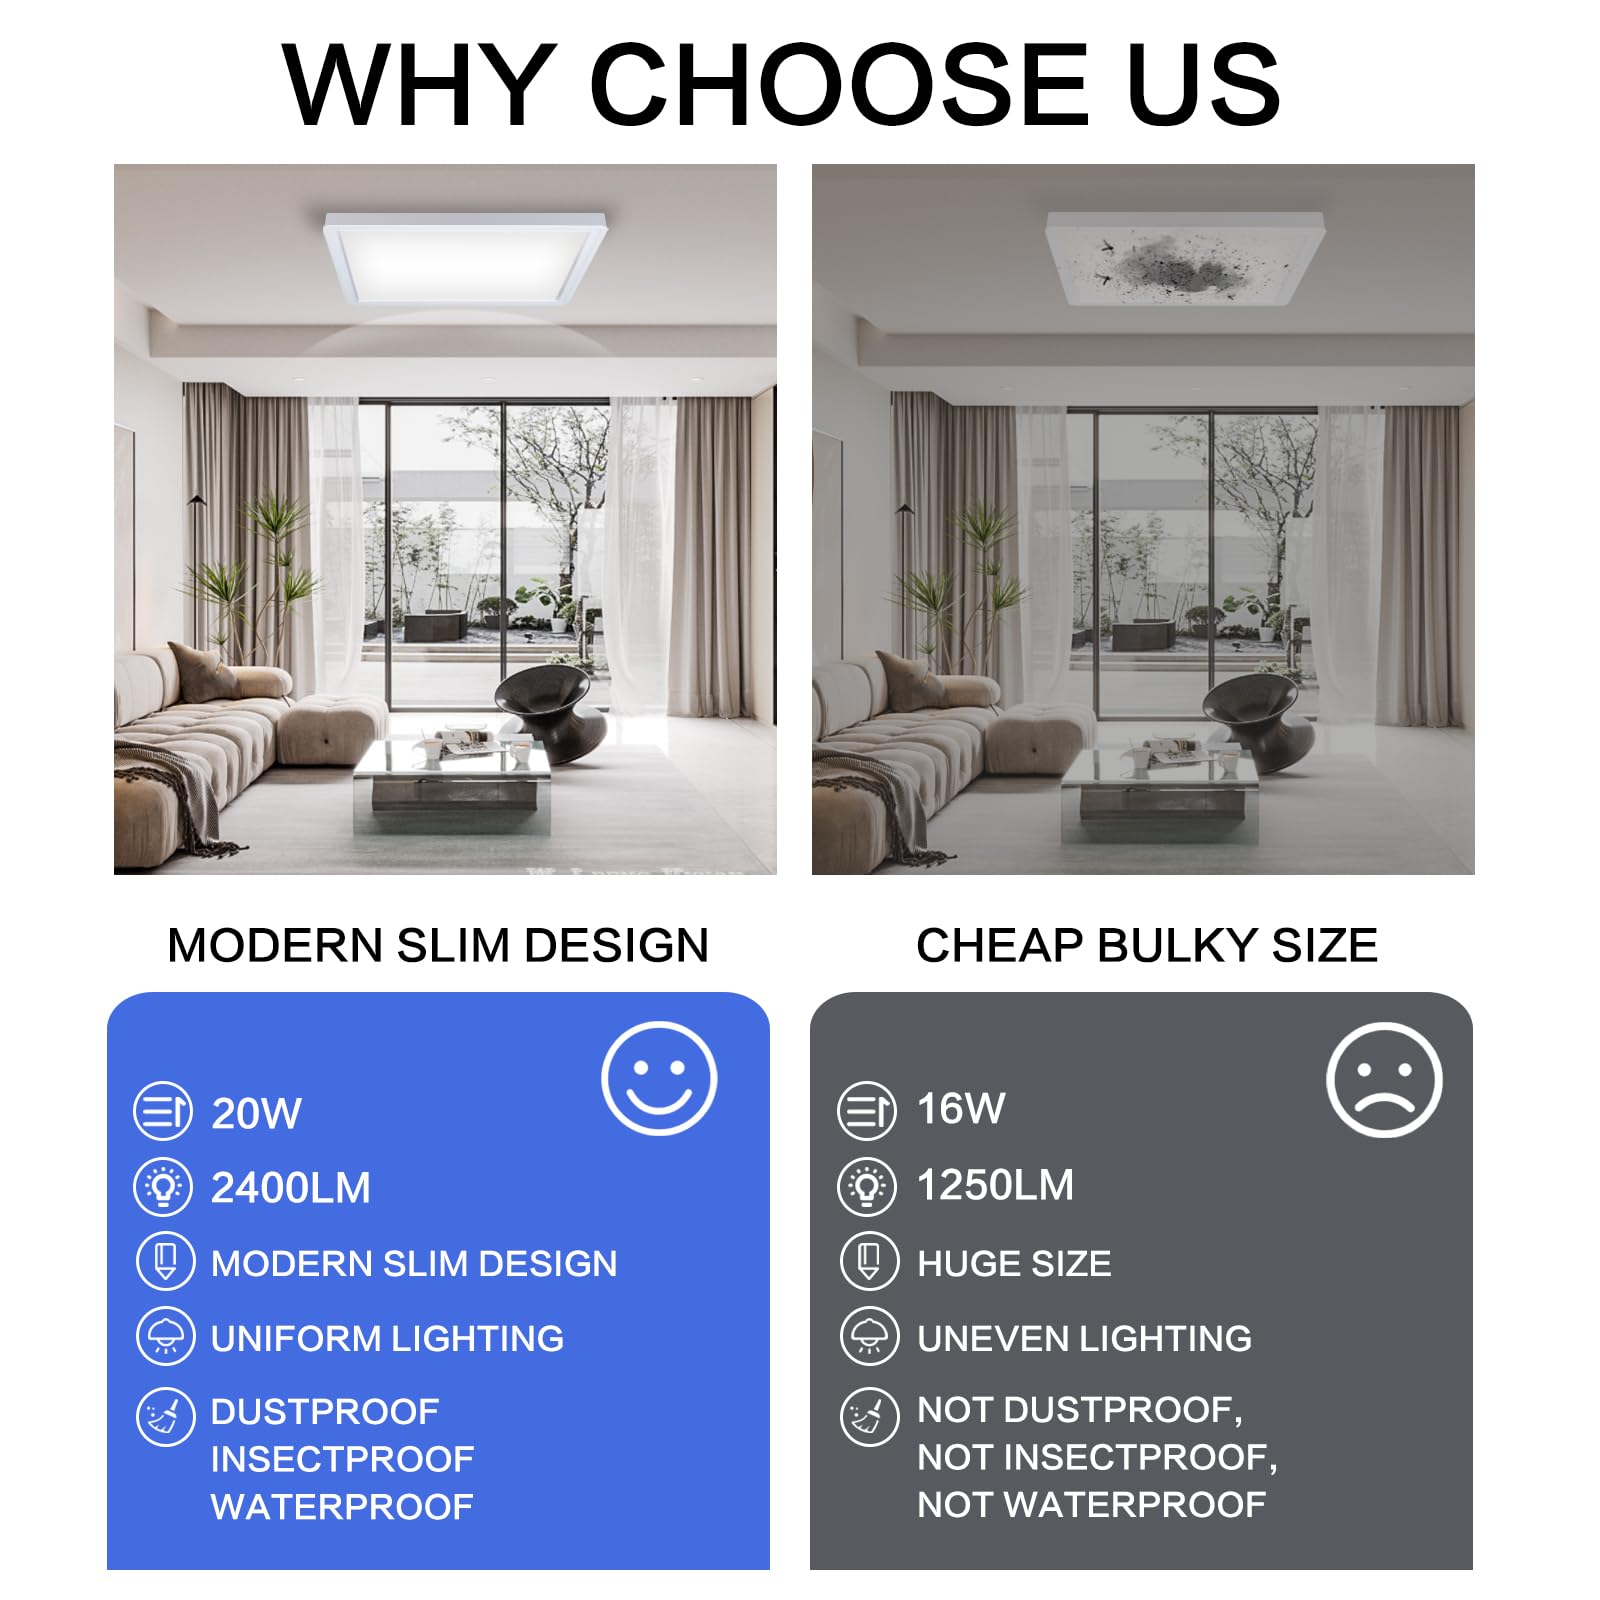 WHY CHOOSE US
MODERN SLIM DESIGN
CHEAP BULKY SIZE
20W
2400LM
MODERN SLIM DESIGN
UNIFORM LIGHTING
DUSTPROOF
INSECTPROOF
WATERPROOF
16W
1250LM
HUGE SIZE
UNEVEN LIGHTING
NOT DUSTPROOF,
NOT INSECTPROOF,
NOT WATERPROOF